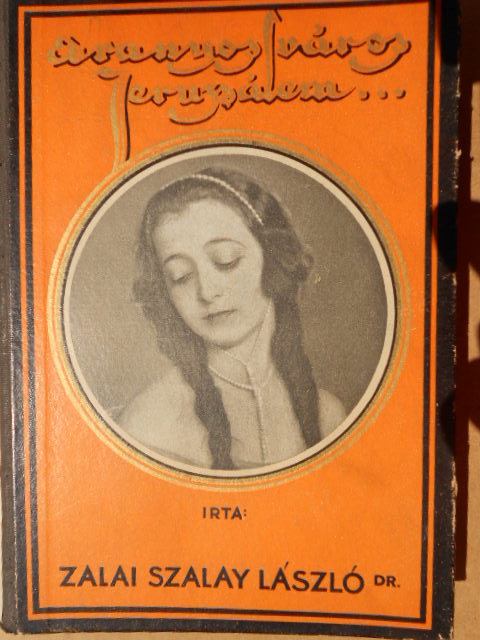 Aranyos város
Jeruzsálem...
IRTA:
ZALAI SZALAY LÁSZLÓ DR.